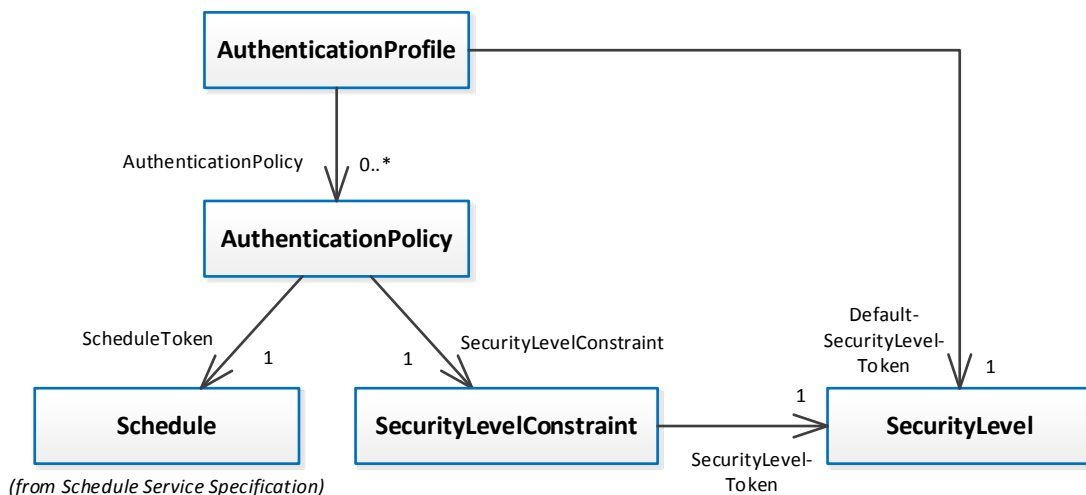 AuthenticationProfile
AuthenticationPolicy
0..*
AuthenticationPolicy
ScheduleToken
1
1
SecurityLevelConstraint
Default-
SecurityLevel-
Token
1
Schedule
SecurityLevelConstraint
1
SecurityLevel-
Token
SecurityLevel
(from Schedule Service Specification)